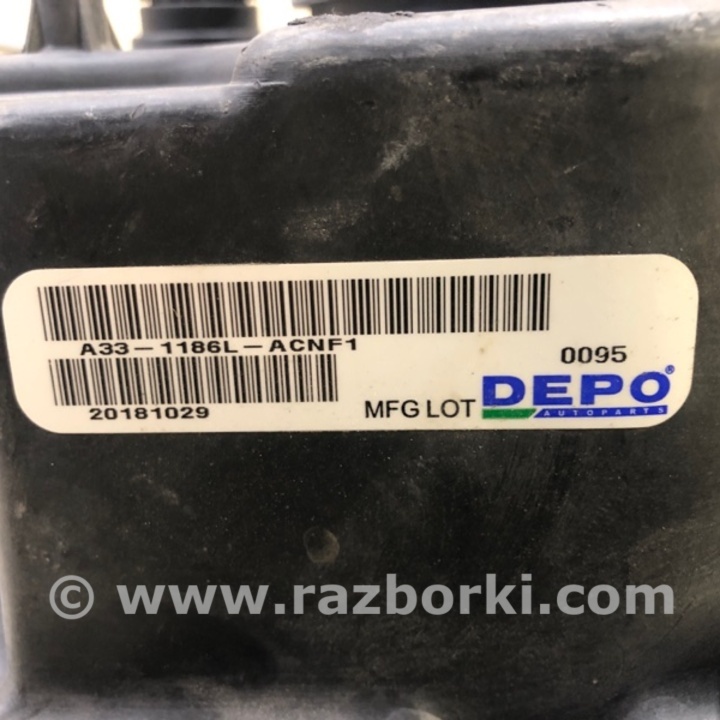 A33-1186L-ACNF1
0095
20181029
MFG LOT DEPO®
AUTOPARTS
© www.razborki.com